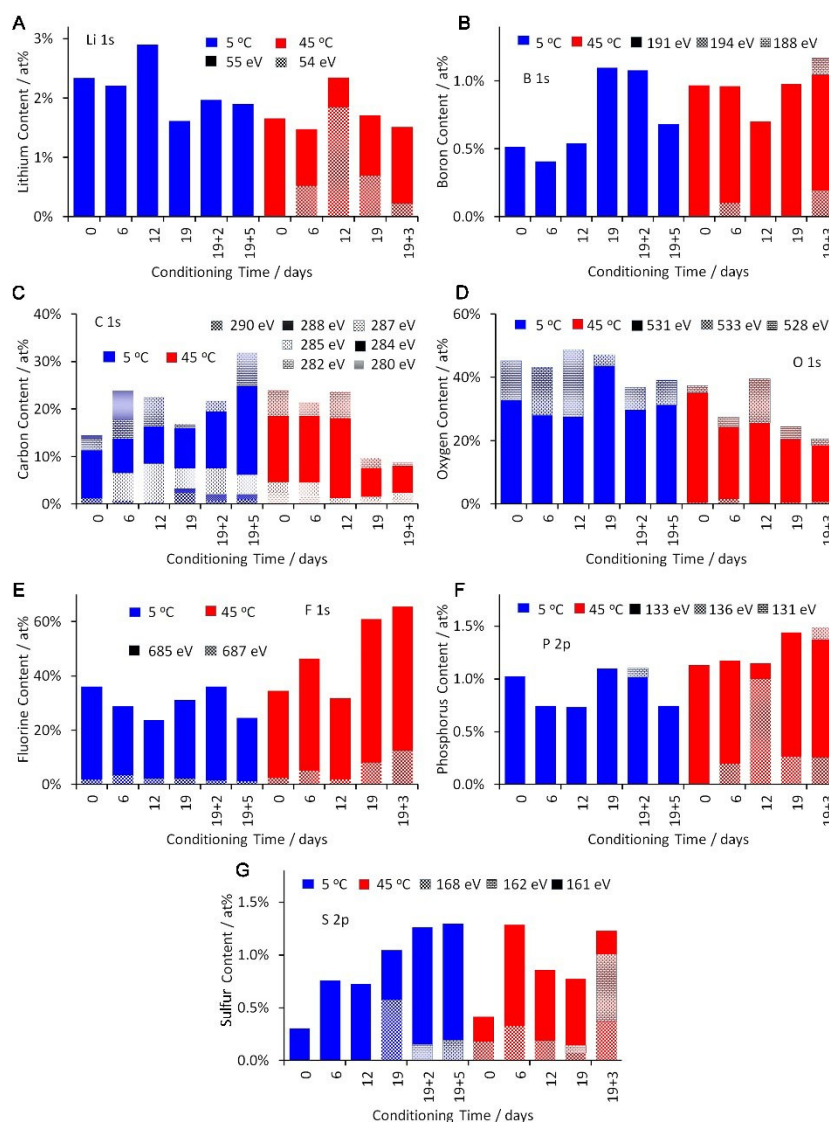 A
Li 1s
5 ºC 45 ºC
55 eV 54 eV
3%
2%
1%
0%
Lithium Content / at%
0 6 12 19 19+2 19+5 0 6 12 19 19+3
Conditioning Time / days
B
5 ºC 45 ºC 191 eV 194 eV 188 eV
B 1s
1.0%
0.5%
0.0%
Boron Content / at%
0 6 12 19 19+2 19+5 0 6 12 19 19+3
Conditioning Time / days
C
40%
30%
20%
10%
0%
C 1s
290 eV 288 eV 287 eV
285 eV 284 eV
282 eV 280 eV
5 ºC 45 ºC
Carbon Content / at%
0 6 12 19 19+2 19+5 0 6 12 19 19+3
Conditioning Time / days
D
60%
40%
20%
0%
5 ºC 45 ºC 531 eV 533 eV 528 eV
O 1s
Oxygen Content / at%
0 6 12 19 19+2 19+5 0 6 12 19 19+3
Conditioning Time / days
E
60%
40%
20%
0%
5 ºC 45 ºC F 1s
685 eV 687 eV
Fluorine Content / at%
0 6 12 19 19+2 19+5 0 6 12 19 19+3
Conditioning Time / days
F
1.5%
1.0%
0.5%
0.0%
5 ºC 45 ºC 133 eV 136 eV 131 eV
P 2p
Phosphorus Content / at%
0 6 12 19 19+2 19+5 0 6 12 19 19+3
Conditioning Time / days
G
1.5%
1.0%
0.5%
0.0%
5 ºC 45 ºC 168 eV 162 eV 161 eV
S 2p
Sulfur Content / at%
0 6 12 19 19+2 19+5 0 6 12 19 19+3
Conditioning Time / days